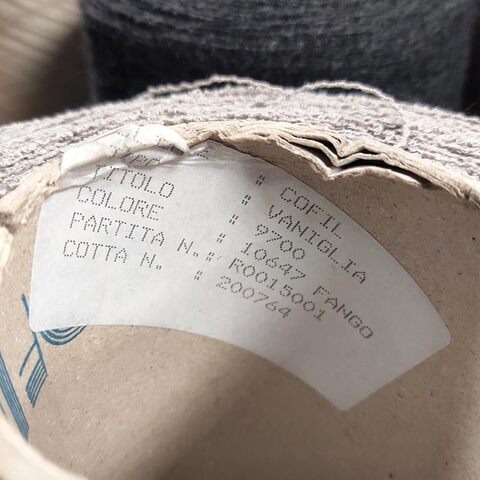 : COFIL
: VANIGLIA
TITOLO : 9700
COLORE : 10647 FANGO
PARTITA N.: R0015001
COTTA N. : 200764